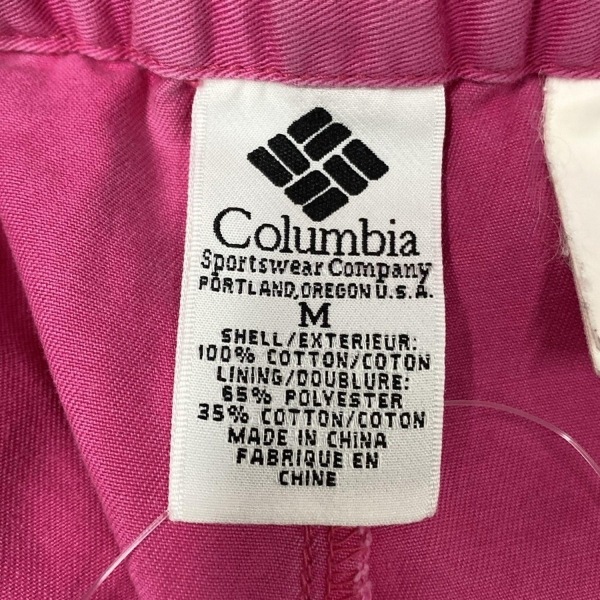 Columbia
Sportswear Company
PORTLAND, OREGON U.S.A.
M
SHELL/EXTERIEUR:
100% COTTON/COTON
LINING/DOUBLURE:
65% POLYESTER
35% COTTON/COTON
MADE IN CHINA
FABRIQUE EN
CHINE